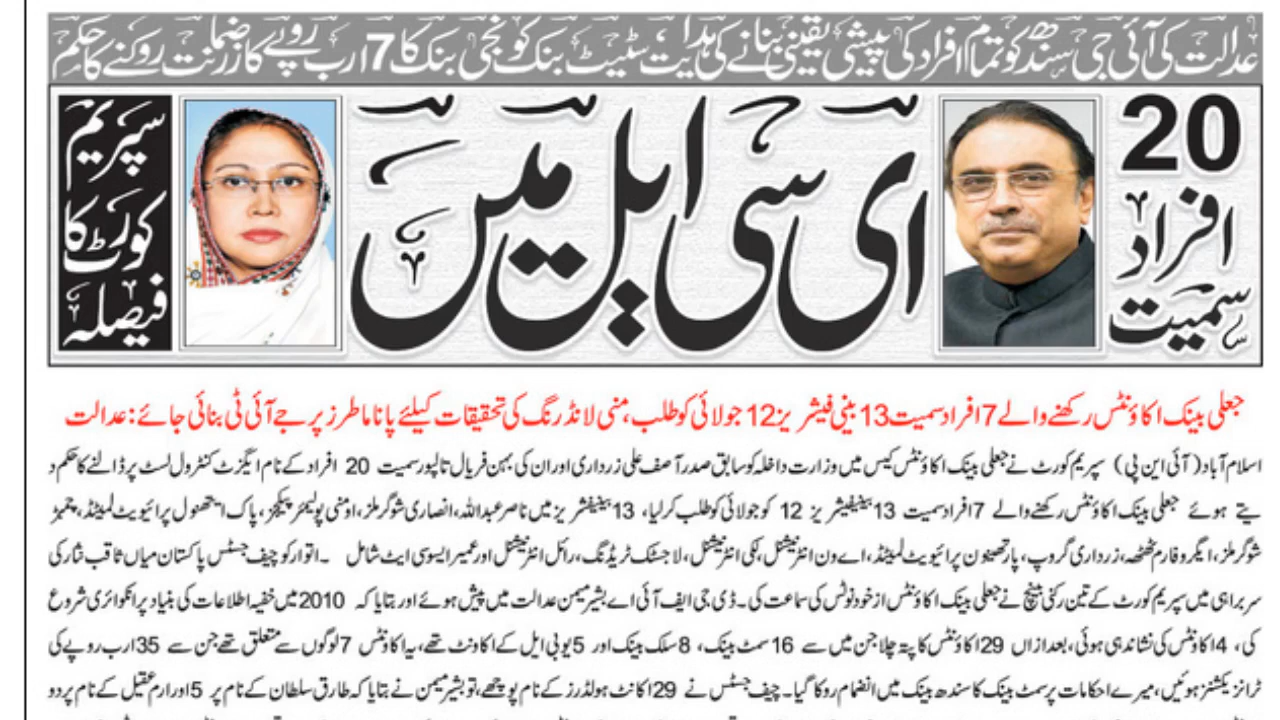 عدالت کی آئی جی سندھ کو تمام افراد کی پیشی یقینی بنانے کی ہدایت سٹیٹ بنک کو نجی بنک کا 7 ارب روپے کا زر ضمانت روکنے کا حکم
20
افراد
سمیت
ای سی ایل میں
سپریم
کورٹ کا
فیصلہ
جعلی بینک اکاؤنٹس رکھنے والے 7 افراد سمیت 13 بینی فیشریز 12 جولائی کو طلب، منی لانڈرنگ کی تحقیقات کیلئے پاناما طرز پر جے آئی ٹی بنائی جائے: عدالت
اسلام آباد (آئی این پی) سپریم کورٹ نے جعلی بینک اکاؤنٹس کیس میں وزارت داخلہ کو سابق صدر آصف علی زرداری اور ان کی بہن فریال تالپور سمیت 20 افراد کے نام ایگزٹ کنٹرول لسٹ پر ڈالنے کا حکم د
یتے ہوئے جعلی بینک اکاؤنٹس رکھنے والے 7 افراد سمیت 13 بینیفیشریز 12 کو جولائی کو طلب کرلیا، 13 بینیفشریز میں ناصر عبداللہ، انصاری شوگر ملز، اومنی پولیمر پیکجز، پاک ایتھنول پرائیویٹ لمیٹڈ، چمبڑ
شوگر ملز، ایگرو فارم ٹھٹھہ، زرداری گروپ، پارتھینون پرائیویٹ لمیٹڈ، اے ون انٹرنیشنل، لکی انٹرنیشنل، لاجسٹک ٹریڈنگ، رائل انٹرنیشنل اور عمیر ایسوسی ایٹ شامل ۔ اتوار کو چیف جسٹس پاکستان میاں ثاقب نثار کی
سربراہی میں سپریم کورٹ کے تین رکنی بینچ نے جعلی بینک اکاؤنٹس از خود نوٹس کی سماعت کی۔ ڈی جی ایف آئی اے بشیر میمن عدالت میں پیش ہوئے اور بتایا کہ 2010 میں خفیہ اطلاعات کی بنیاد پر انکوائری شروع
کی، 4 اکاؤنٹس کی نشاندہی ہوئی، بعد ازاں 29 اکاؤنٹس کا پتہ چلا جن میں سے 16 سمٹ بینک، 8 سلک بینک اور 5 یو بی ایل کے اکاونٹ تھے، یہ اکاؤنٹس 7 لوگوں سے متعلق تھے جن سے 35 ارب روپے کی
ٹرانزیکشنز ہوئیں، میرے احکامات پر سمٹ بینک کا سندھ بینک میں انضمام روکا گیا۔ چیف جسٹس نے 29 اکانٹ ہولڈرز کے نام پوچھے، تو بشیر میمن نے بتایا کہ طارق سلطان کے نام پر 5 اور ارم عقیل کے نام پر دو